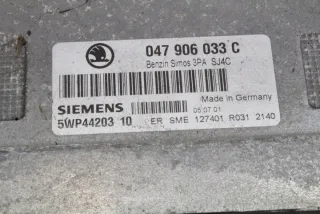 047 906 033 C
Benzin Simos 3PA SJ4C
Made in Germany
SIEMENS 05.07.01
5WP44203 10 ER SME 127401 R031 2140